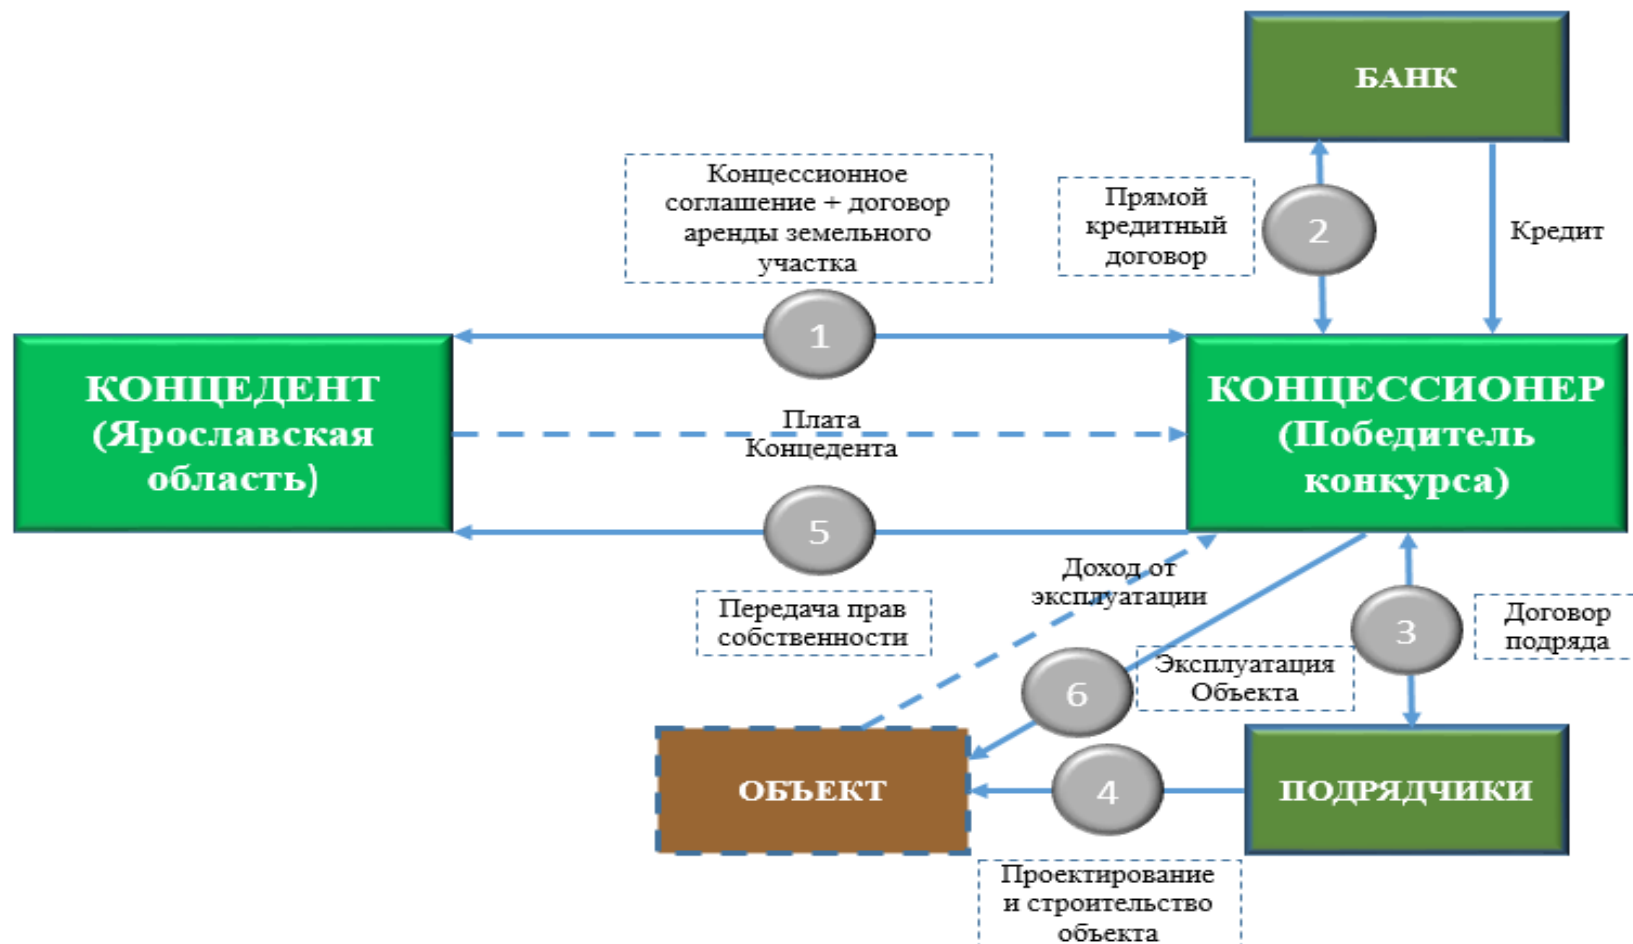 БАНК
Концессионное
соглашение + договор
аренды земельного
участка
Прямой
кредитный
договор
2
Кредит
1
КОНЦЕДЕНТ
(Ярославская
область)
Плата
Концедента
КОНЦЕССИОНЕР
(Победитель
конкурса)
5
Передача прав
собственности
Доход от
эксплуатации
3
Договор
подряда
6
Эксплуатация
Объекта
ОБЪЕКТ
4
ПОДРЯДЧИКИ
Проектирование
и строительство
объекта